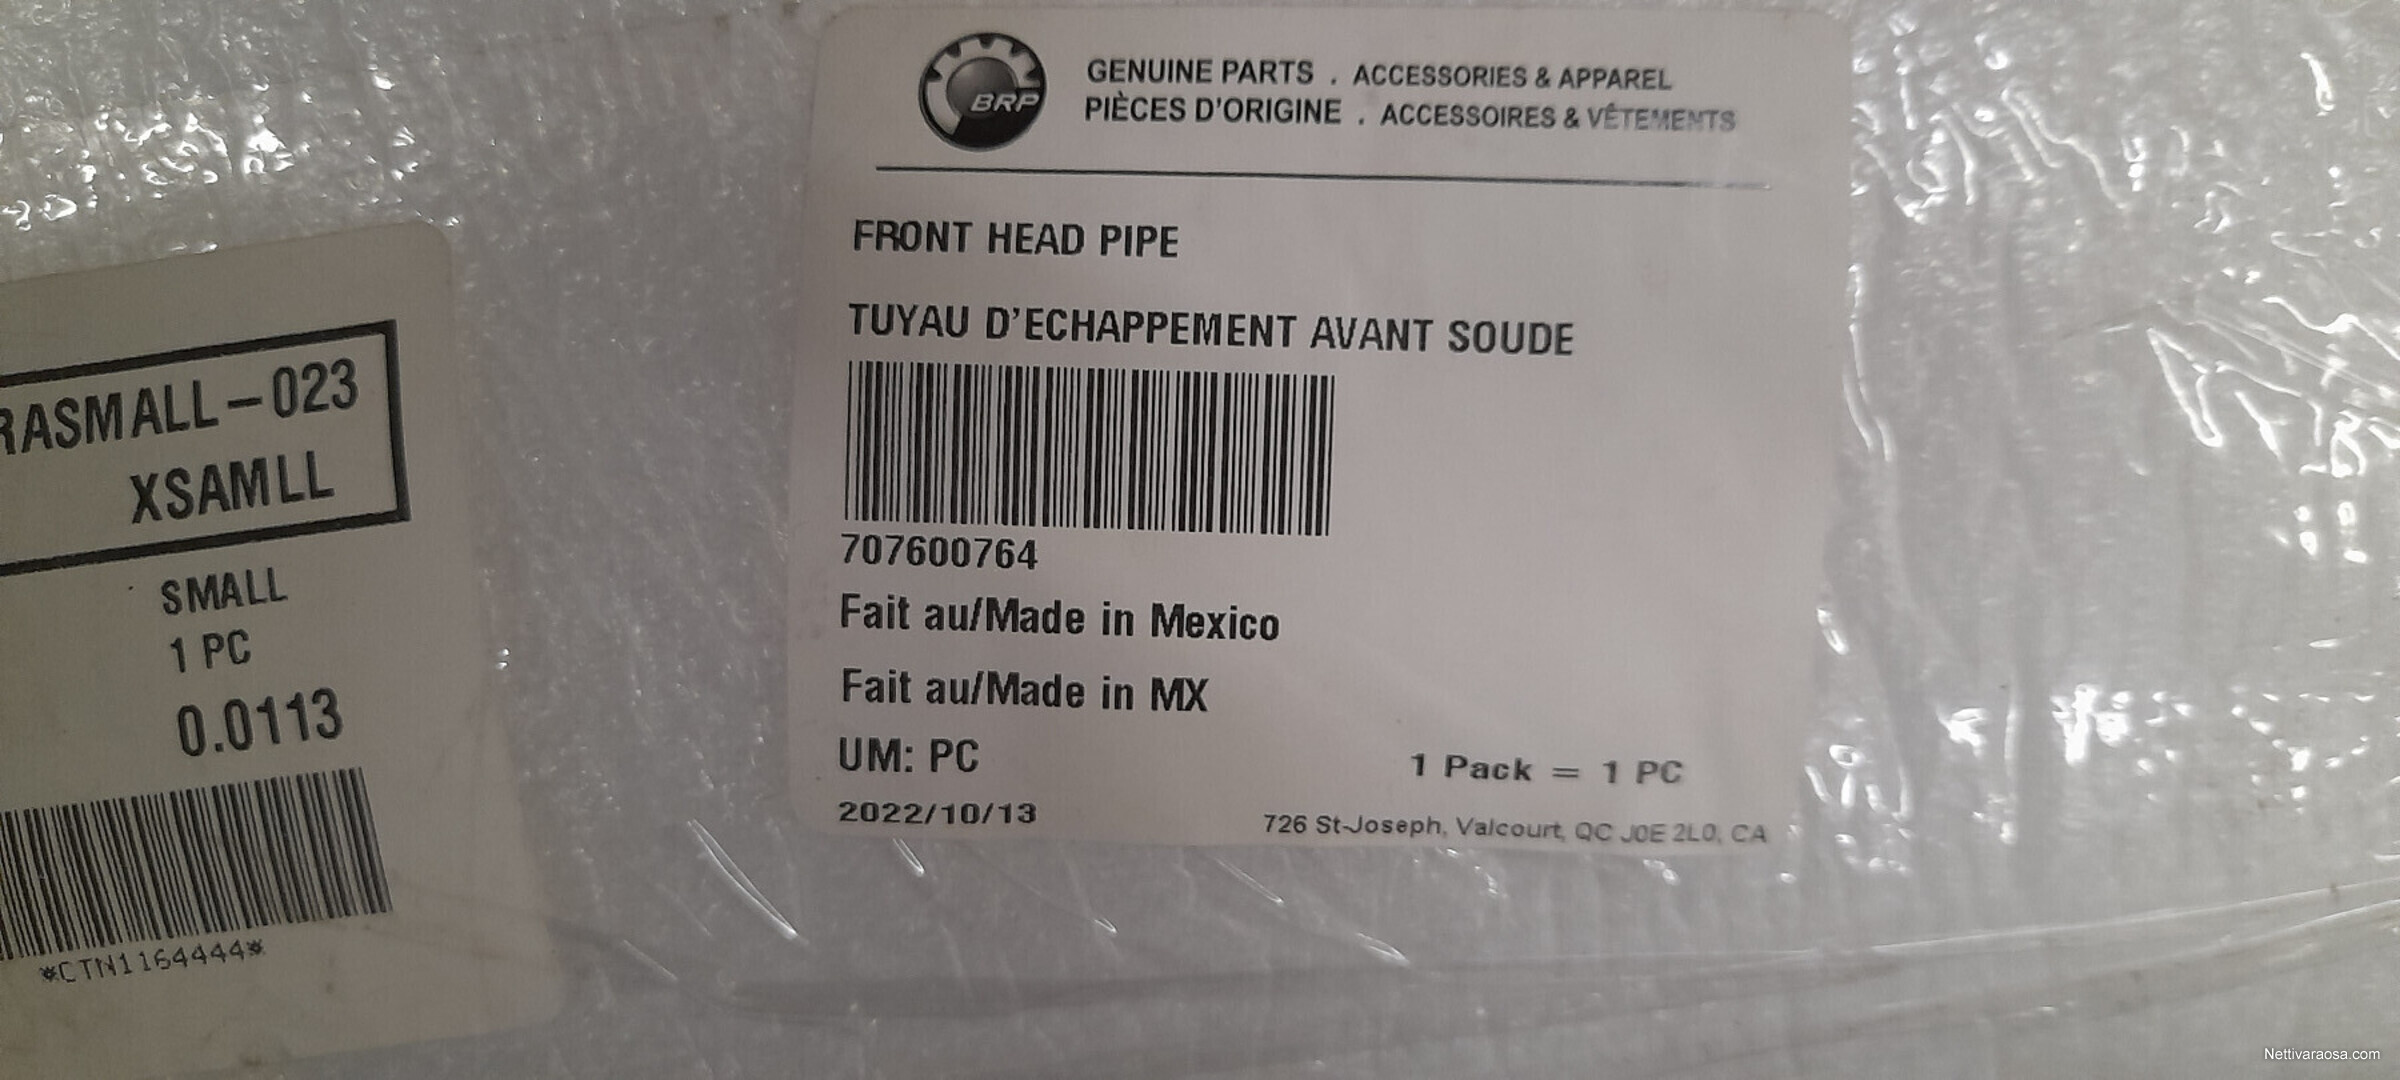 BRP
GENUINE PARTS . ACCESSORIES & APPAREL
PIÈCES D'ORIGINE . ACCESSOIRES & VÊTEMENTS
FRONT HEAD PIPE
TUYAU D'ECHAPPEMENT AVANT SOUDE
707600764
Fait au/Made in Mexico
Fait au/Made in MX
UM: PC
1 Pack = 1 PC
2022/10/13
726 St-Joseph, Valcourt, QC J0E 2L0, CA
RASMALL-023
XSAMLL
SMALL
1 PC
0.0113
*CTN1164444*
Nettivaraosa.com